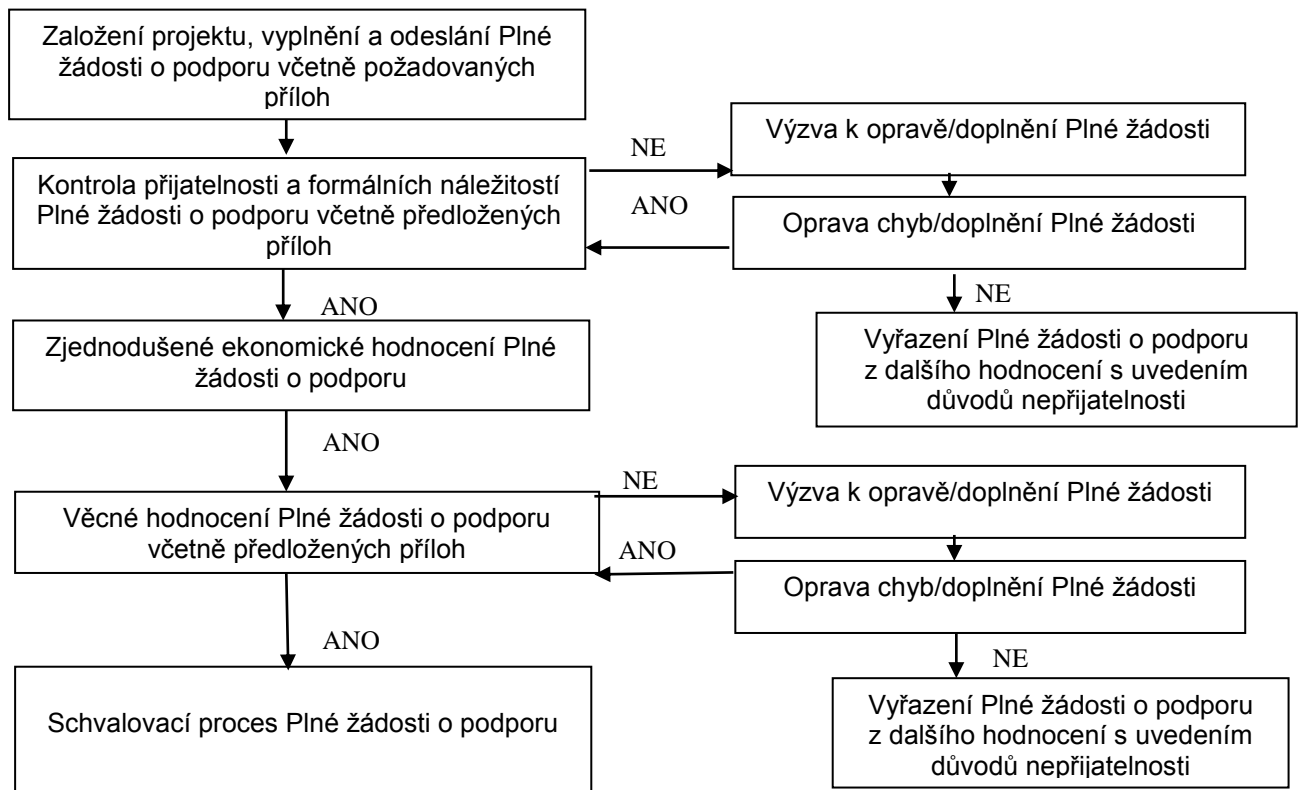 Založení projektu, vyplnění a odeslání Plné
žádosti o podporu včetně požadovaných
příloh
NE
Výzva k opravě/doplnění Plné žádosti
Kontrola přijatelnosti a formálních náležitostí
Plné žádosti o podporu včetně předložených
příloh
ANO
Oprava chyb/doplnění Plné žádosti
ANO
NE
Zjednodušené ekonomické hodnocení Plné
žádosti o podporu
Vyřazení Plné žádosti o podporu
z dalšího hodnocení s uvedením
důvodů nepřijatelnosti
ANO
NE
Výzva k opravě/doplnění Plné žádosti
Věcné hodnocení Plné žádosti o podporu
včetně předložených příloh
ANO
Oprava chyb/doplnění Plné žádosti
ANO
NE
Schvalovací proces Plné žádosti o podporu
Vyřazení Plné žádosti o podporu
z dalšího hodnocení s uvedením
důvodů nepřijatelnosti